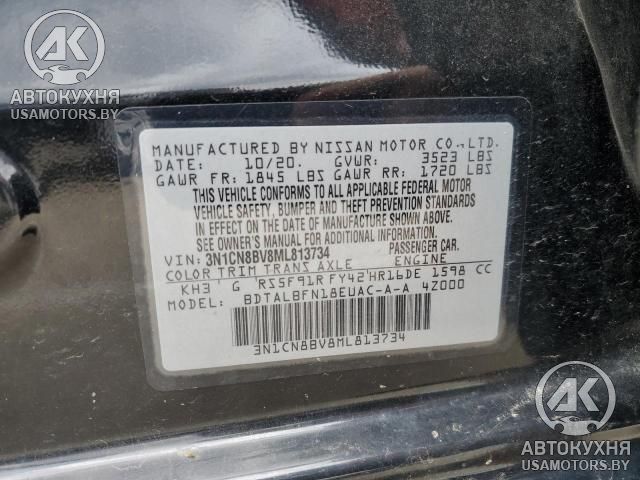 AK
АВТОКУХНЯ
USAMOTORS.BY
MANUFACTURED BY NISSAN MOTOR CO.,LTD.
DATE: 10/20. GVWR: 3523 LBS
GAWR FR: 1845 LBS GAWR RR: 1720 LBS
THIS VEHICLE CONFORMS TO ALL APPLICABLE FEDERAL MOTOR
VEHICLE SAFETY, BUMPER AND THEFT PREVENTION STANDARDS
IN EFFECT ON THE DATE OF MANUFACTURE SHOWN ABOVE.
SEE OWNER'S MANUAL FOR ADDITIONAL INFORMATION.
VIN: 3N1CN8BV8ML813734 PASSENGER CAR.
COLOR TRIM TRANS AXLE ENGINE
KH3 G RS5F91R FY42 HR16DE 1598 CC
MODEL: BDTALBFN18EUAC-A-A 4Z000
3N1CN8BV8ML813734
AK
АВТОКУХНЯ
USAMOTORS.BY